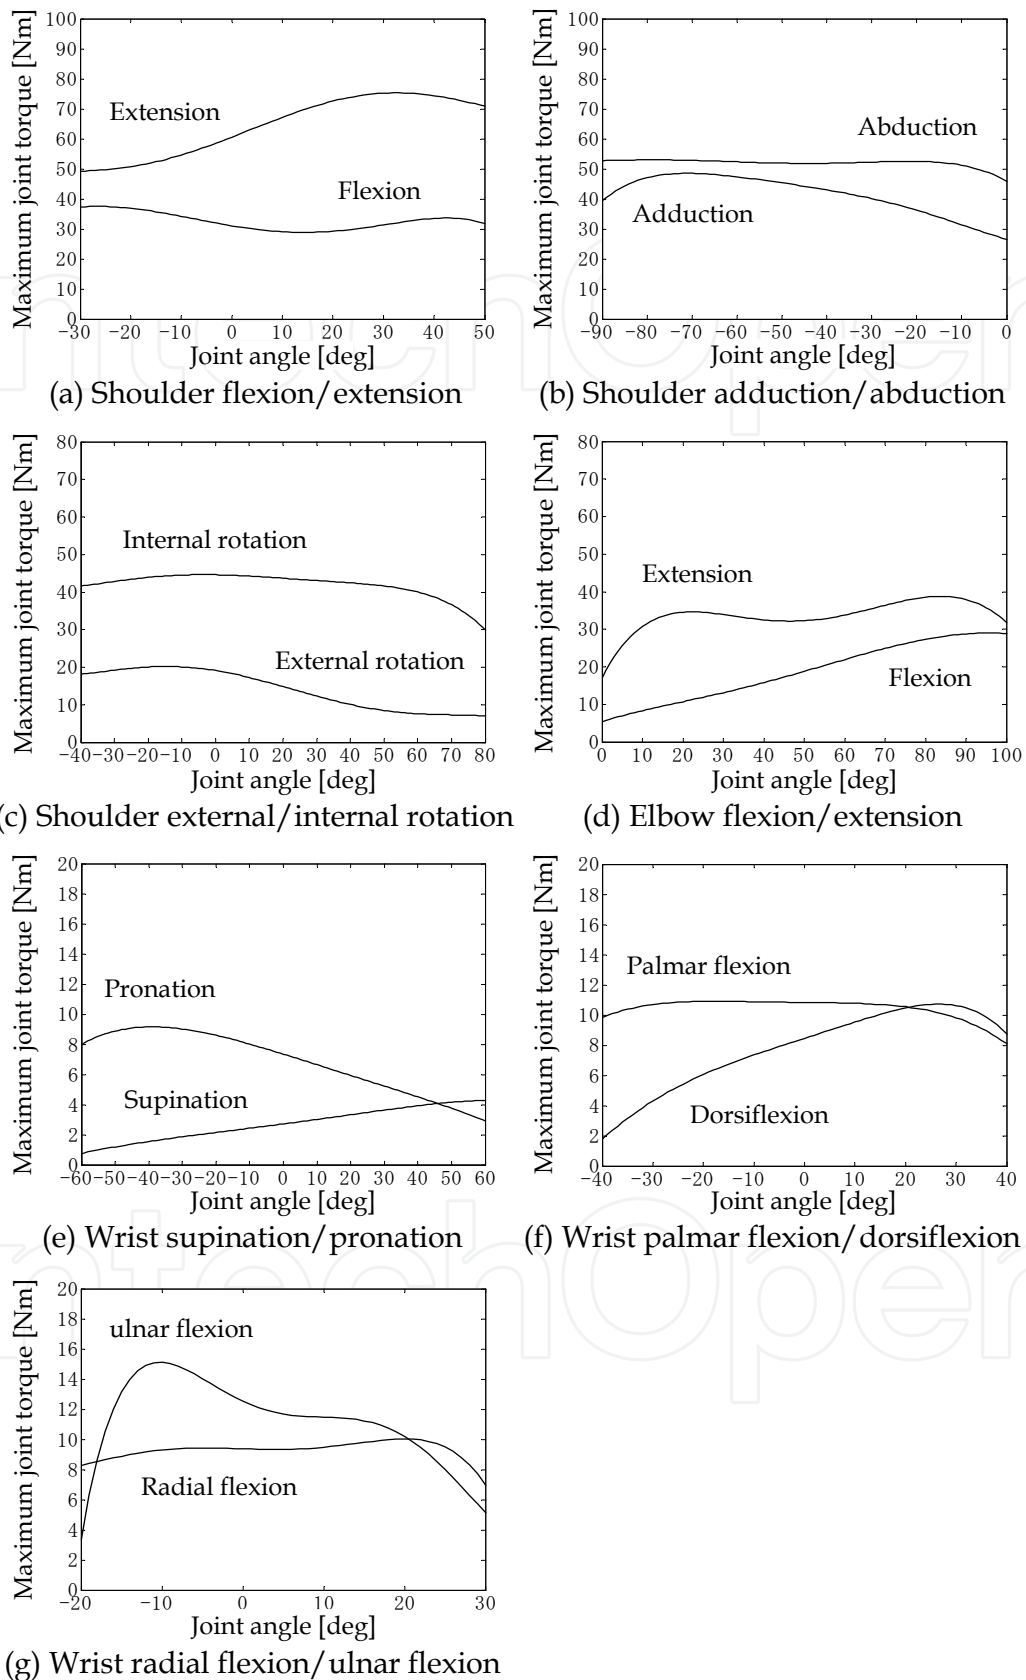 Maximum joint torque [Nm]
100
90
80
70
60
50
40
30
20
10
0
Extension
Flexion
-30 -20 -10 0 10 20 30 40 50
Joint angle [deg]
(a) Shoulder flexion/extension
Maximum joint torque [Nm]
100
90
80
70
60
50
40
30
20
10
0
Abduction
Adduction
-90 -80 -70 -60 -50 -40 -30 -20 -10 0
Joint angle [deg]
(b) Shoulder adduction/abduction
Maximum joint torque [Nm]
80
70
60
50
40
30
20
10
0
Internal rotation
External rotation
-40 -30 -20 -10 0 10 20 30 40 50 60 70 80
Joint angle [deg]
(c) Shoulder external/internal rotation
Maximum joint torque [Nm]
80
70
60
50
40
30
20
10
0
Extension
Flexion
0 10 20 30 40 50 60 70 80 90 100
Joint angle [deg]
(d) Elbow flexion/extension
Maximum joint torque [Nm]
20
18
16
14
12
10
8
6
4
2
0
Pronation
Supination
-60 -50 -40 -30 -20 -10 0 10 20 30 40 50 60
Joint angle [deg]
(e) Wrist supination/pronation
Maximum joint torque [Nm]
20
18
16
14
12
10
8
6
4
2
0
Palmar flexion
Dorsiflexion
-40 -30 -20 -10 0 10 20 30 40
Joint angle [deg]
(f) Wrist palmar flexion/dorsiflexion
Maximum joint torque [Nm]
20
18
16
14
12
10
8
6
4
2
0
ulnar flexion
Radial flexion
-20 -10 0 10 20 30
Joint angle [deg]
(g) Wrist radial flexion/ulnar flexion